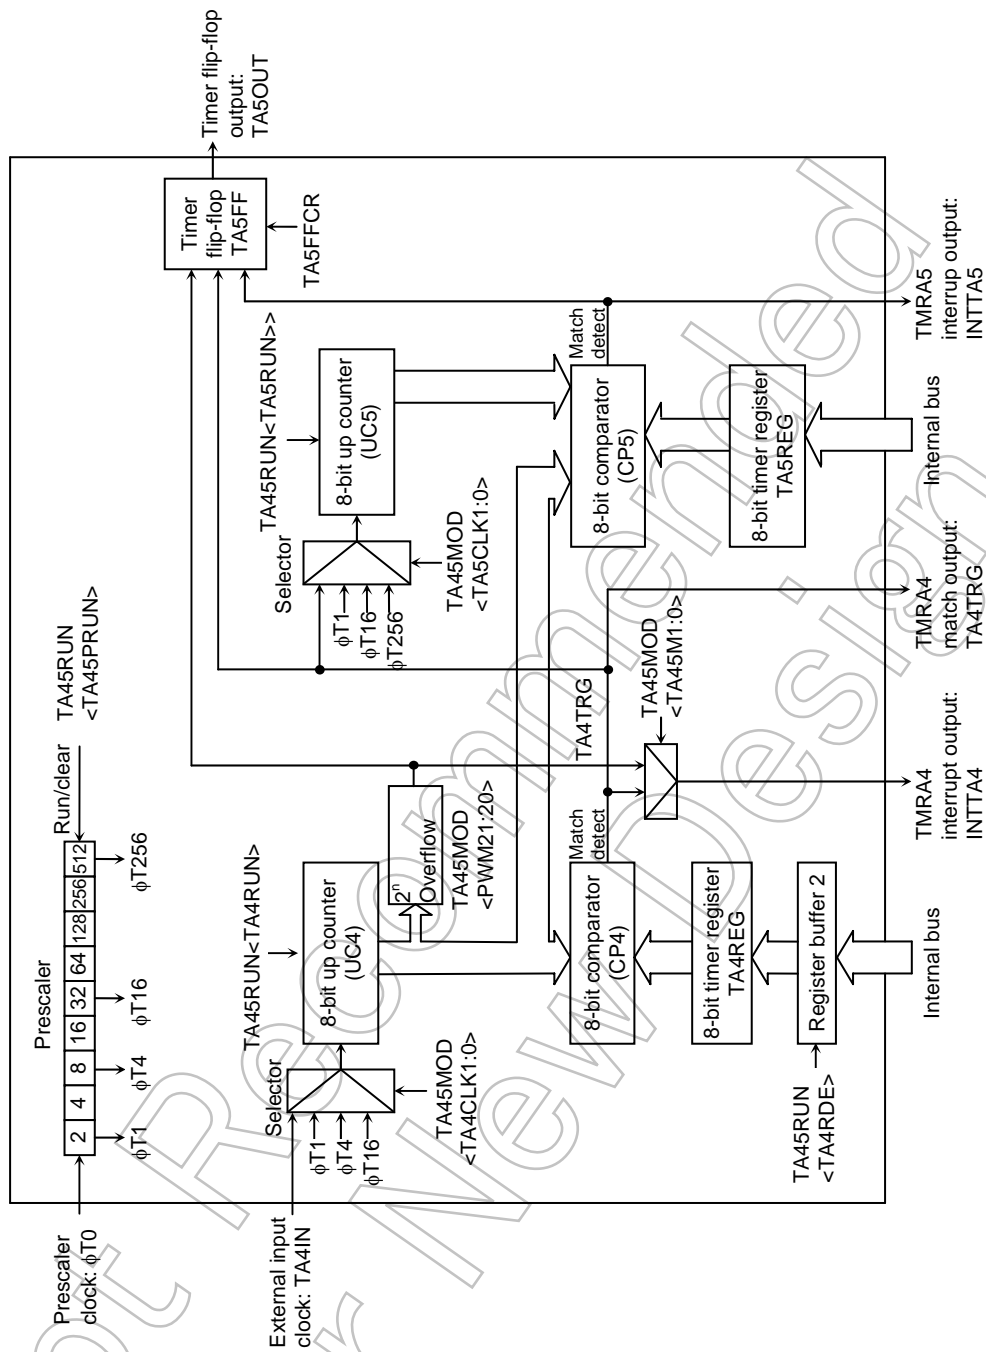 Prescaler
clock: ϕT0
Prescaler
2 4 8 16 32 64 128 256 512
Run/clear
TA45RUN
<TA45PRUN>
ϕT1
ϕT4
ϕT16
ϕT256
External input
clock: TA4IN
Selector
ϕT1
ϕT4
ϕT16
TA45MOD
<TA4CLK1:0>
TA45RUN<TA4RUN>
8-bit up counter
(UC4)
2n
Overflow
TA45MOD
<PWM21:20>
Selector
ϕT1
ϕT16
ϕT256
TA45MOD
<TA5CLK1:0>
TA45RUN<TA5RUN>>
8-bit up counter
(UC5)
Timer
flip-flop
TA5FF
TA5FFCR
Timer flip-flop
output:
TA5OUT
8-bit comparator
(CP4)
Match
detect
TA4TRG
8-bit timer register
TA4REG
Register buffer 2
TA45RUN
<TA4RDE>
TA45MOD
<TA45M1:0>
8-bit comparator
(CP5)
Match
detect
8-bit timer register
TA5REG
Internal bus
TMRA4
interrupt output:
INTTA4
TMRA4
match output:
TA4TRG
Internal bus
TMRA5
interrup output:
INTTA5
ot Recommended
r New Design